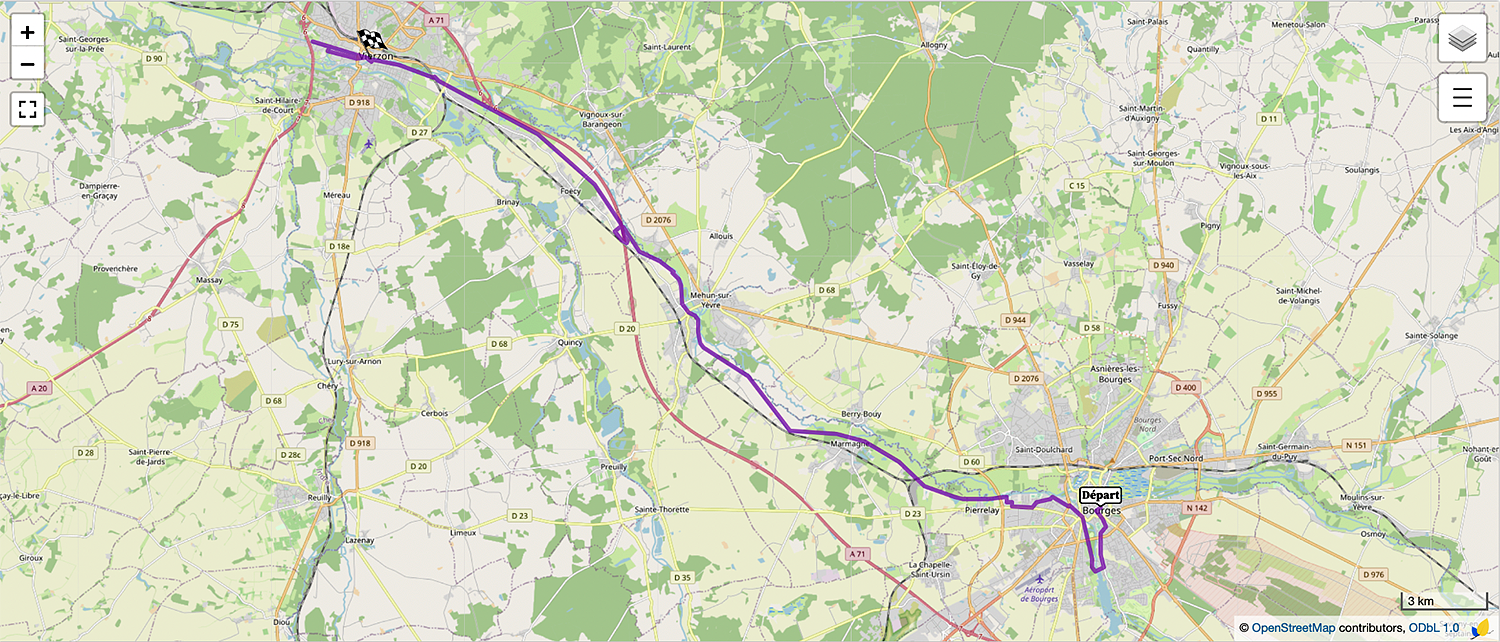 +
−
Saint-Georges-
sur-la-Prée
D 90
A 71
Vierzon
Saint-Laurent
Allogny
Saint-Palais
Quantilly
Menetou-Salon
Parass
Saint-Hilaire-
de-Court
D 918
D 27
Vignoux-sur-
Barangeon
Saint-Martin-
d'Auxigny
D 11
Les Aix-d'Angi
Saint-Georges-
sur-Moulon
Vignoux-sous-
les-Aix
Soulangis
Dampierre-
en-Graçay
Méreau
Brinay
Foëcy
C 15
D 2076
Allouis
Pigny
D 18e
Provenchère
Massay
Saint-Éloy-de-
Gy
Vasselay
D 940
Mehun-sur-
Yèvre
D 68
Fussy
Saint-Michel-
de-Volangis
D 75
D 20
D 944
D 58
Quincy
D 68
Saint-Solange
Lury-sur-Arnon
Chéry
A 20
D 68
Asnières-les-
Bourges
D 2076
D 400
D 955
Cerbois
Berry-Bouy
Bourges
Nord
D 918
Marmagne
Saint-Doulchard
Port-Sec Nord
Saint-Germain-
du-Puy
N 151
Nohant-en-
Goût
D 28
Saint-Pierre-
de-Jards
D 28c
D 20
Preuilly
D 60
çay-le-Libre
Reuilly
D 23
Sainte-Thorette
D 23
Pierrelay
Départ
Bourges
N 142
Moulins-sur-
Yèvre
Lazenay
Limeux
Osmoy
Giroux
A 71
La Chapelle-
Saint-Ursin
D 35
Aéroport
de Bourges
D 976
3 km
Diou
© OpenStreetMap contributors, ODbL 1.0